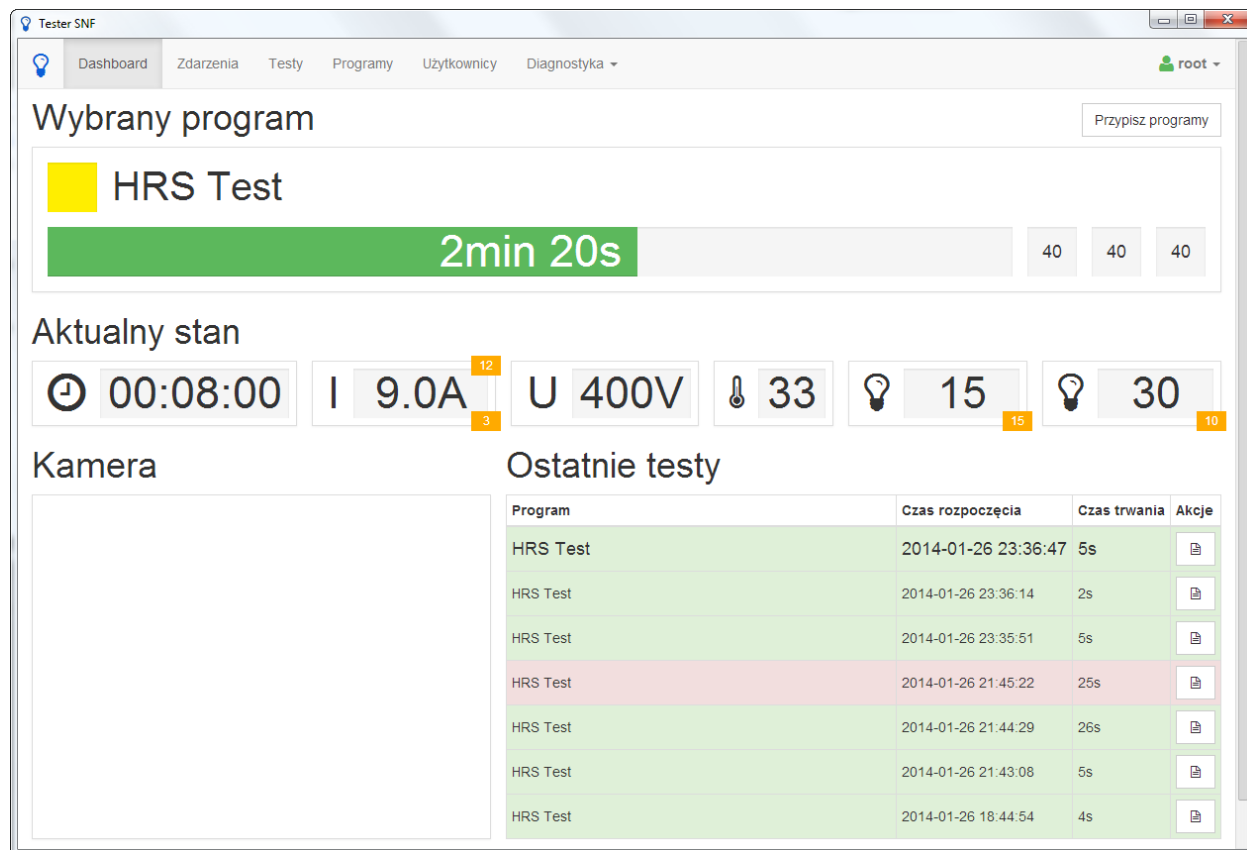 Tester SNF
Dashboard Zdarzenia Testy Programy Użytkownicy Diagnostyka root
Wybrany program Przypisz programy
HRS Test
2min 20s 40 40 40
Aktualny stan
00:08:00 I 9.0A 12 3 U 400V 33 15 15 30 10
Kamera Ostatnie testy
Program Czas rozpoczęcia Czas trwania Akcje
HRS Test 2014-01-26 23:36:47 5s
HRS Test 2014-01-26 23:36:14 2s
HRS Test 2014-01-26 23:35:51 5s
HRS Test 2014-01-26 21:45:22 25s
HRS Test 2014-01-26 21:44:29 26s
HRS Test 2014-01-26 21:43:08 5s
HRS Test 2014-01-26 18:44:54 4s